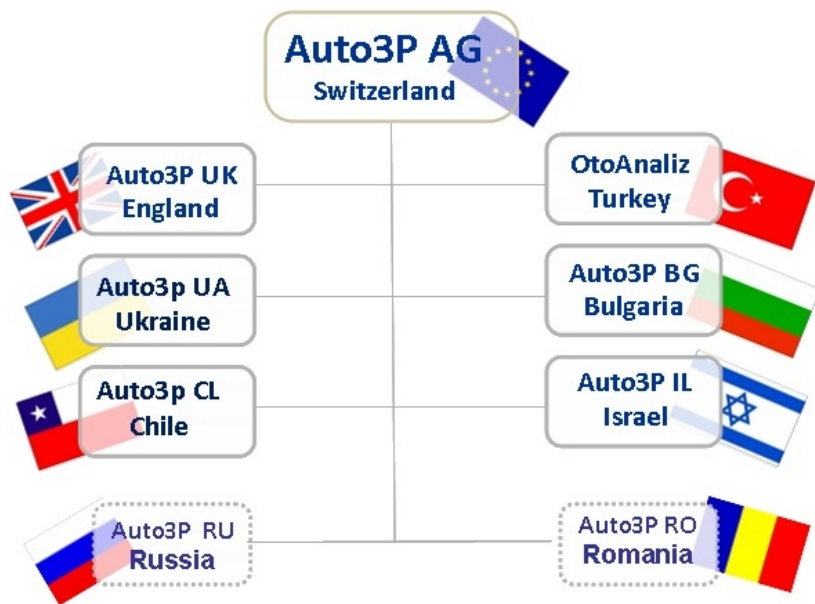 Auto3P AG
Switzerland
Auto3P UK
England
OtoAnaliz
Turkey
Auto3p UA
Ukraine
Auto3P BG
Bulgaria
Auto3p CL
Chile
Auto3P IL
Israel
Auto3P RU
Russia
Auto3P RO
Romania